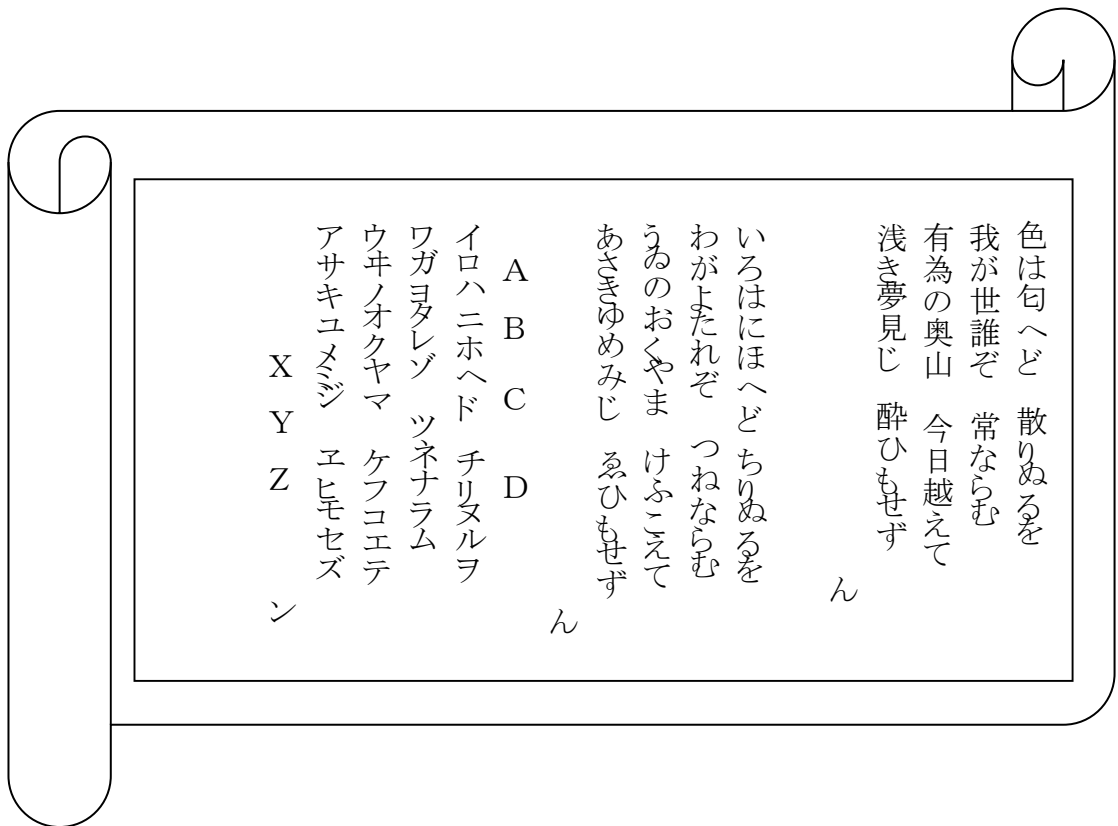 色は匂へど　散りぬるを
我が世誰ぞ　常ならむ
有為の奥山　今日越えて
浅き夢見じ　酔ひもせず
ん
いろはにほへど　ちりぬるを
わがよたれぞ　つねならむ
うゐのおくやま　けふこえて
あさきゆめみじ　ゑひもせず
ん
A B C D
イロハニホヘド　チリヌルヲ
ワガヨタレゾ　ツネナラム
ウヰノオクヤマ　ケフコエテ
アサキユメミジ　ヱヒモセズ
X Y Z ン